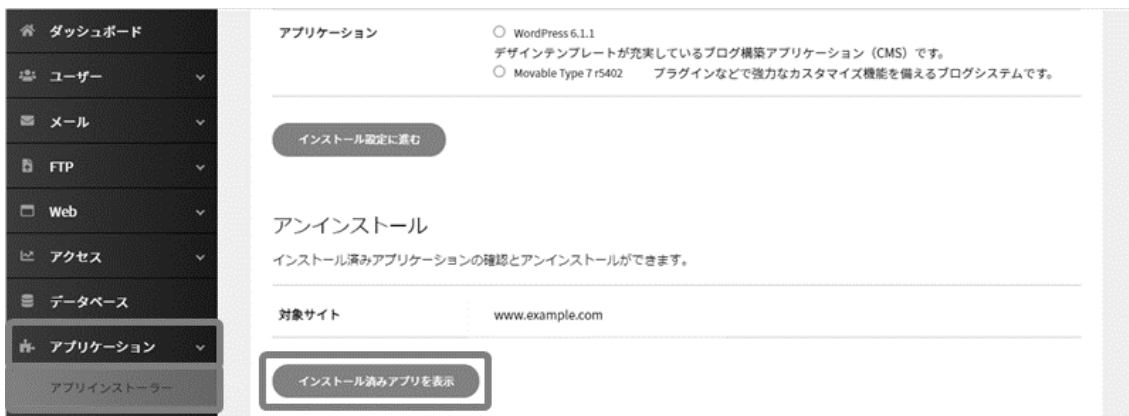 ダッシュボード
ユーザー
メール
FTP
Web
アクセス
データベース
アプリケーション
アプリインストーラー
アプリケーション
WordPress 6.1.1
デザインテンプレートが充実しているブログ構築アプリケーション（CMS）です。
Movable Type 7 r5402 プラグインなどで強力なカスタマイズ機能を備えるブログシステムです。
インストール設定に進む
アンインストール
インストール済みアプリケーションの確認とアンインストールができます。
対象サイト www.example.com
インストール済みアプリを表示